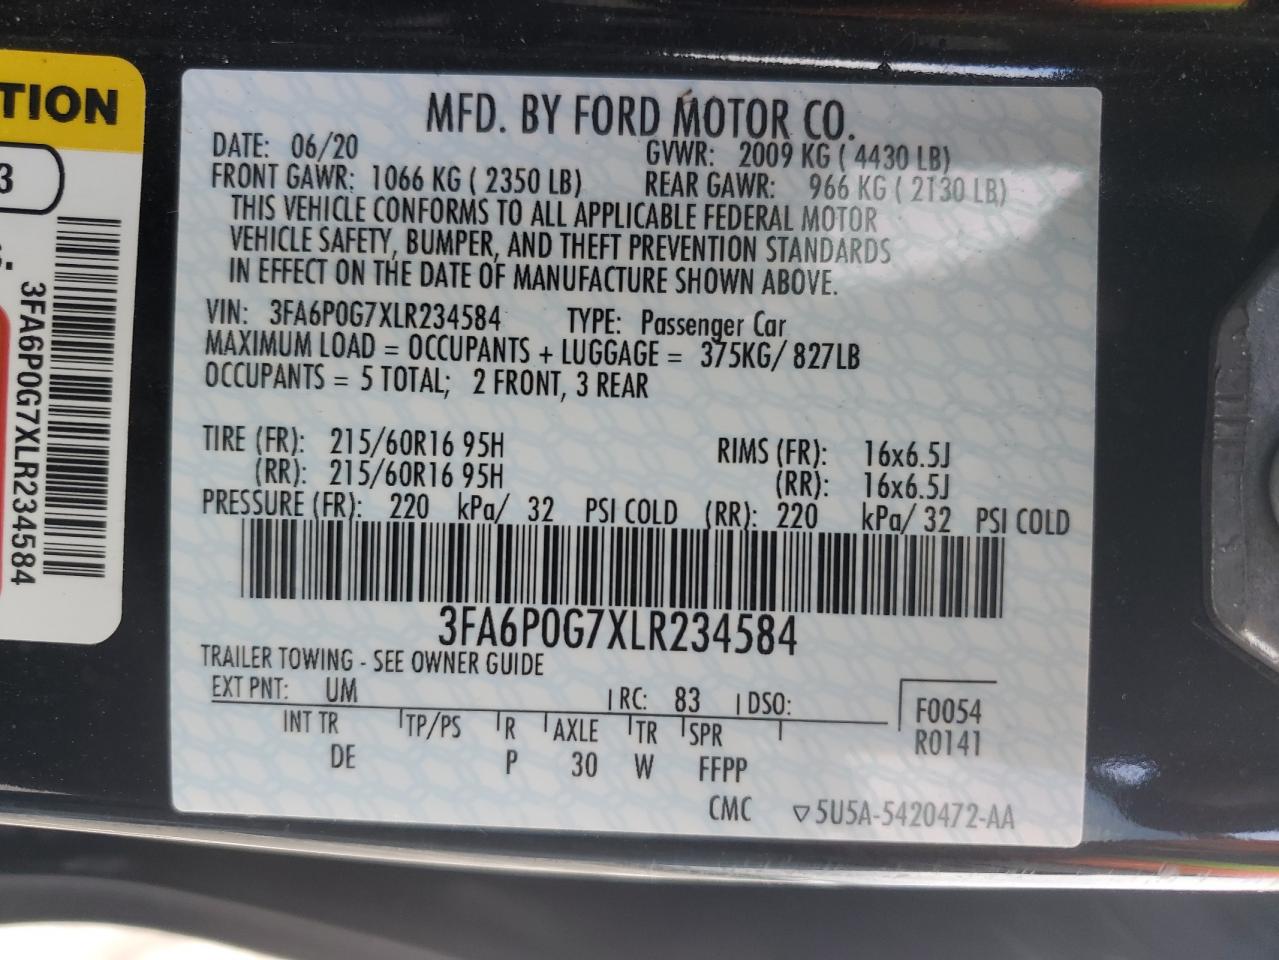 TION
3
3FA6P0G7XLR234584
MFD. BY FORD MOTOR CO.
DATE: 06/20 GVWR: 2009 KG ( 4430 LB)
FRONT GAWR: 1066 KG ( 2350 LB) REAR GAWR: 966 KG ( 2130 LB)
THIS VEHICLE CONFORMS TO ALL APPLICABLE FEDERAL MOTOR
VEHICLE SAFETY, BUMPER, AND THEFT PREVENTION STANDARDS
IN EFFECT ON THE DATE OF MANUFACTURE SHOWN ABOVE.
VIN: 3FA6P0G7XLR234584 TYPE: Passenger Car
MAXIMUM LOAD = OCCUPANTS + LUGGAGE = 375KG/ 827LB
OCCUPANTS = 5 TOTAL; 2 FRONT, 3 REAR
TIRE (FR): 215/60R16 95H RIMS (FR): 16x6.5J
(RR): 215/60R16 95H (RR): 16x6.5J
PRESSURE (FR): 220 kPa/ 32 PSI COLD (RR): 220 kPa/ 32 PSI COLD
3FA6P0G7XLR234584
TRAILER TOWING - SEE OWNER GUIDE
EXT PNT: UM RC: 83 DSO:
INT TR TP/PS R AXLE TR SPR
DE P 30 W FFPP
F0054
R0141
CMC ▽5U5A-5420472-AA